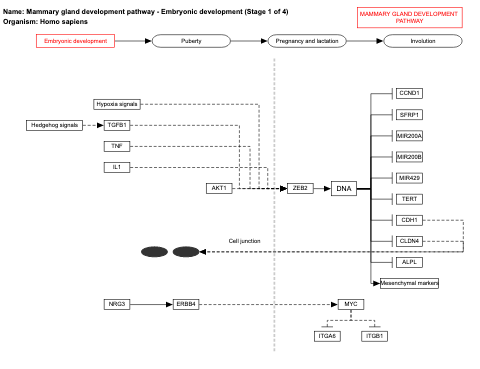 Name: Mammary gland development pathway - Embryonic development (Stage 1 of 4)
Organism: Homo sapiens
MAMMARY GLAND DEVELOPMENT
PATHWAY
Embryonic development
Puberty
Pregnancy and lactation
Involution
CCND1
Hypoxia signals
SFRP1
Hedgehog signals
TGFB1
MIR200A
TNF
MIR200B
IL1
MIR429
AKT1
ZEB2
DNA
TERT
CDH1
Cell junction
CLDN4
ALPL
Mesenchymal markers
NRG3
ERBB4
MYC
ITGA6
ITGB1